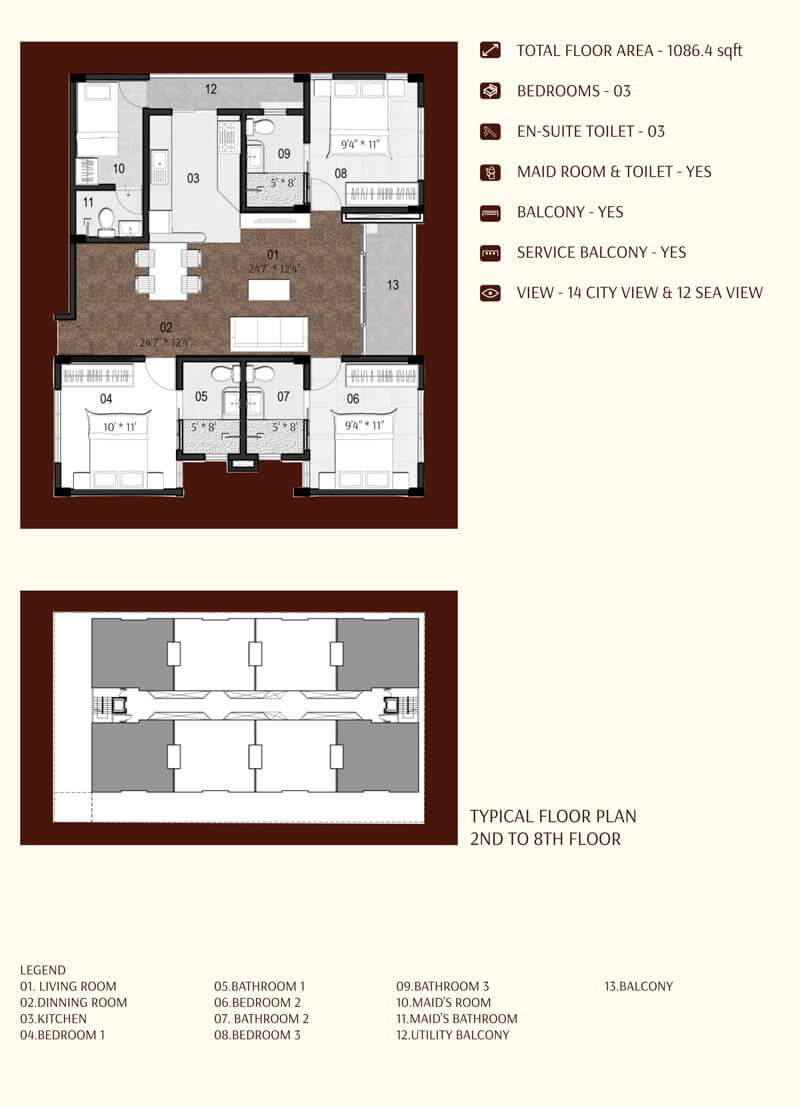 TOTAL FLOOR AREA - 1086.4 sqft
BEDROOMS - 03
EN-SUITE TOILET - 03
MAID ROOM & TOILET - YES
BALCONY - YES
SERVICE BALCONY - YES
VIEW - 14 CITY VIEW & 12 SEA VIEW
12
9'4" * 11"
09
10
03
08
5' * 8'
11
01
24'7" * 12'4"
13
02
24'7" * 12'4"
04
05
07
06
10' * 11'
5' * 8'
5' * 8'
9'4" * 11"
TYPICAL FLOOR PLAN
2ND TO 8TH FLOOR
LEGEND
01. LIVING ROOM
02.DINNING ROOM
03.KITCHEN
04.BEDROOM 1
05.BATHROOM 1
06.BEDROOM 2
07. BATHROOM 2
08.BEDROOM 3
09.BATHROOM 3
10.MAID'S ROOM
11.MAID'S BATHROOM
12.UTILITY BALCONY
13.BALCONY